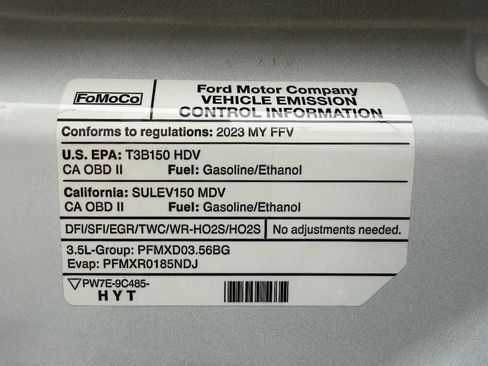 FoMoCo
Ford Motor Company
VEHICLE EMISSION
CONTROL INFORMATION
Conforms to regulations: 2023 MY FFV
U.S. EPA: T3B150 HDV
CA OBD II Fuel: Gasoline/Ethanol
California: SULEV150 MDV
CA OBD II Fuel: Gasoline/Ethanol
DFI/SFI/EGR/TWC/WR-HO2S/HO2S No adjustments needed.
3.5L-Group: PFMXD03.56BG
Evap: PFMXR0185NDJ
PW7E-9C485-
HYT